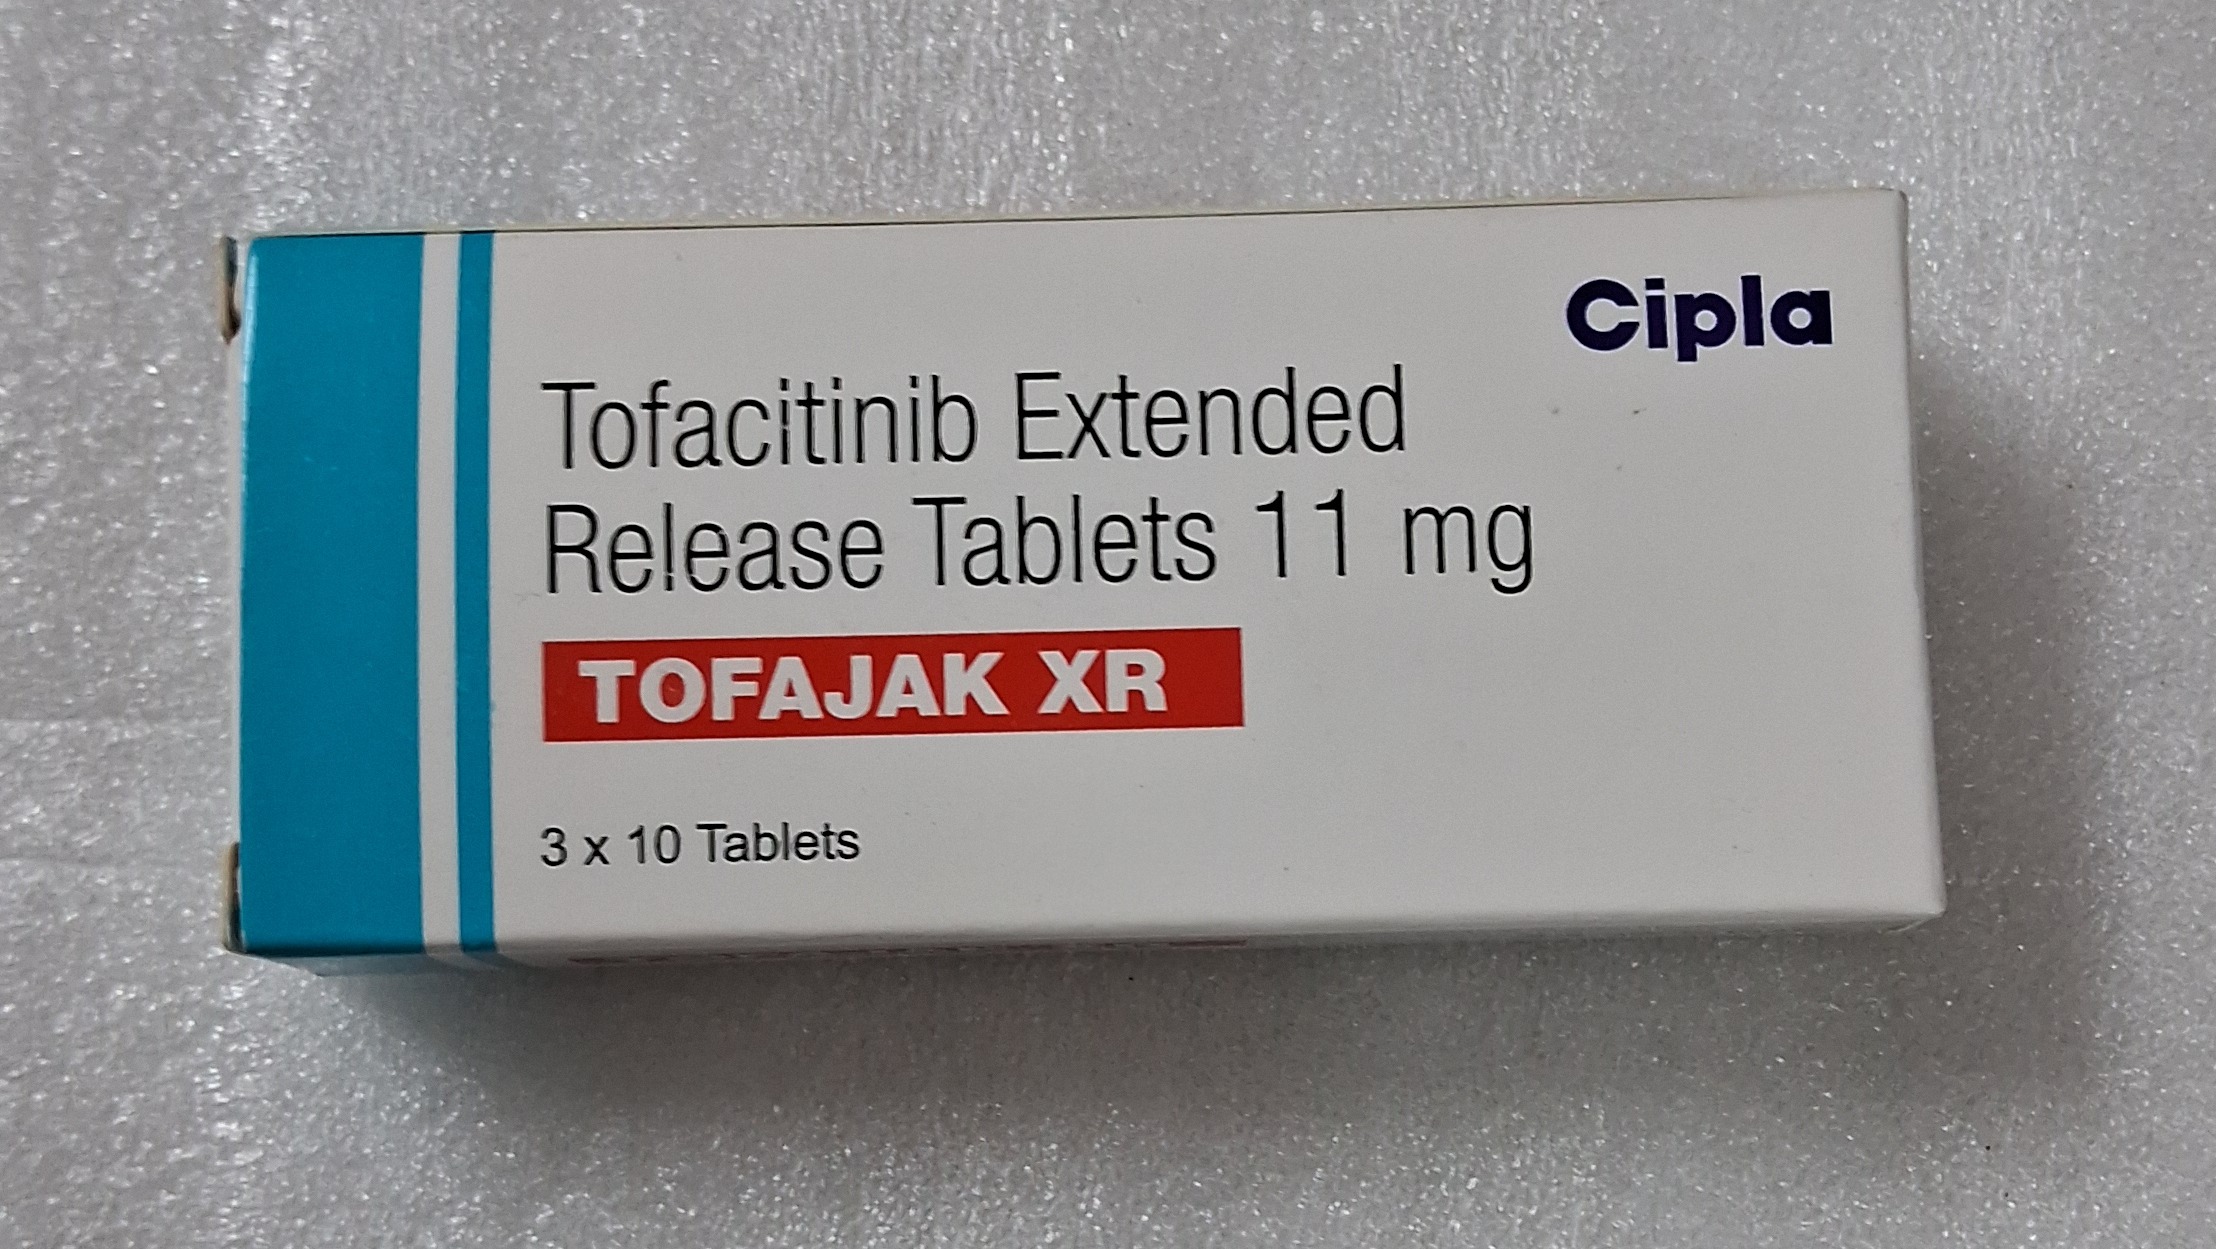 Cipla
Tofacitinib Extended
Release Tablets 11 mg
TOFAJAK XR
3 x 10 Tablets